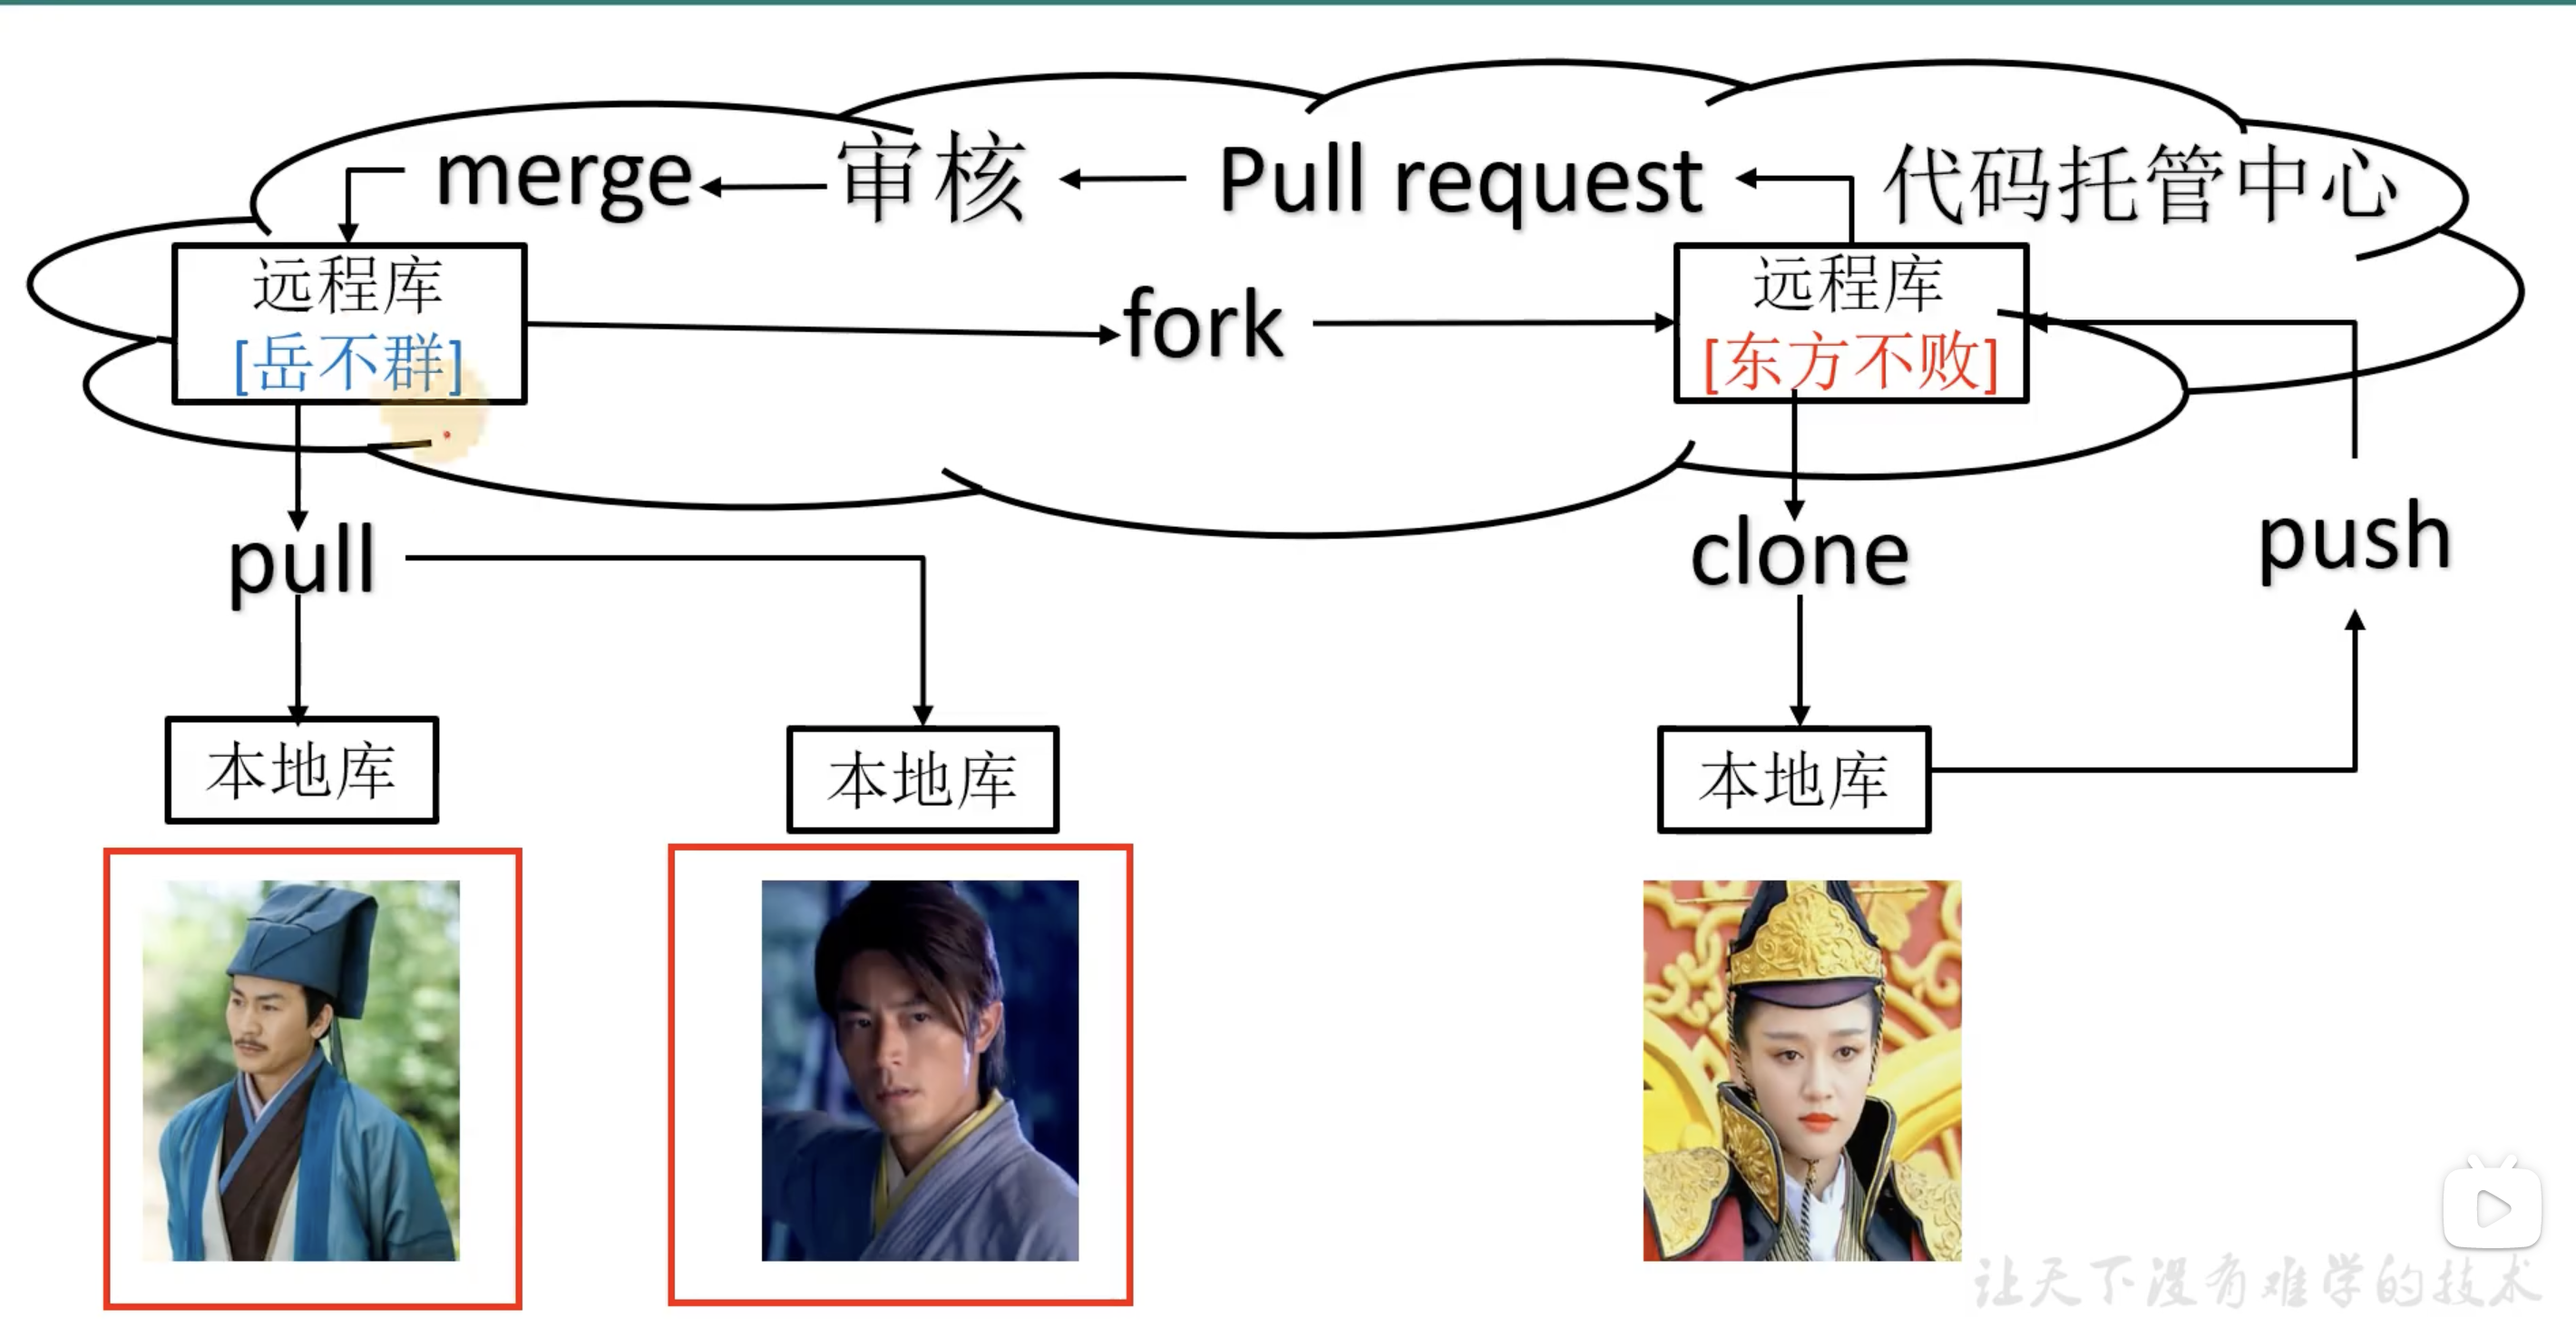 merge
审核
Pull request
代码托管中心
远程库
[岳不群]
fork
远程库
[东方不败]
pull
clone
push
本地库
本地库
本地库
让天下没有难学的技术